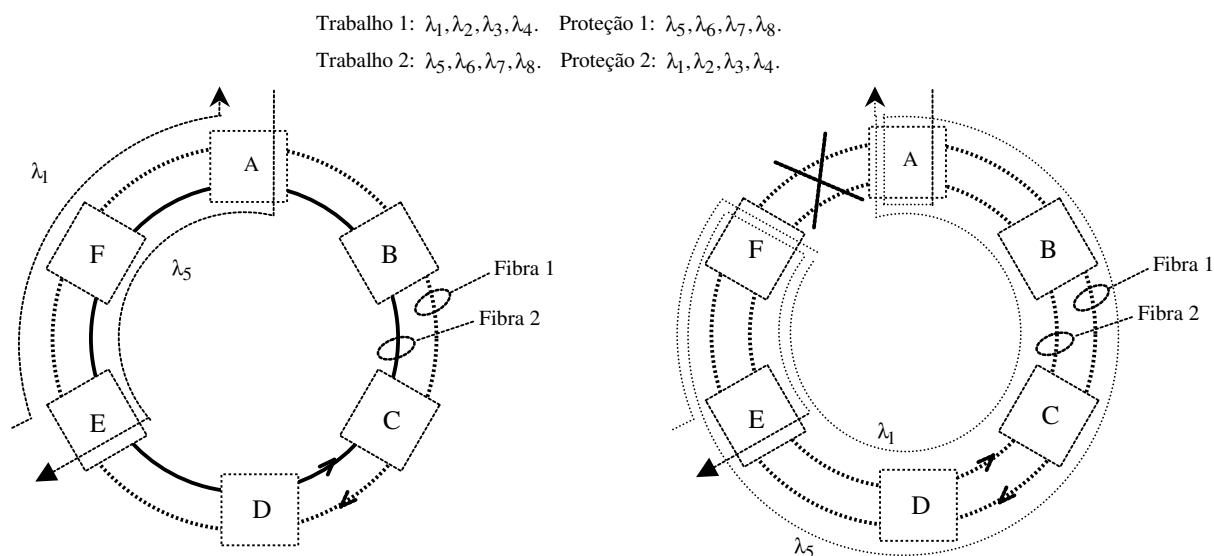 Trabalho 1: λ1,λ2,λ3,λ4. Proteção 1: λ5,λ6,λ7,λ8.
Trabalho 2: λ5,λ6,λ7,λ8. Proteção 2: λ1,λ2,λ3,λ4.
A
λ1
F
B
λ5
Fibra 1
Fibra 2
E
C
D
A
F
B
Fibra 1
Fibra 2
E
C
λ1
D
λ5